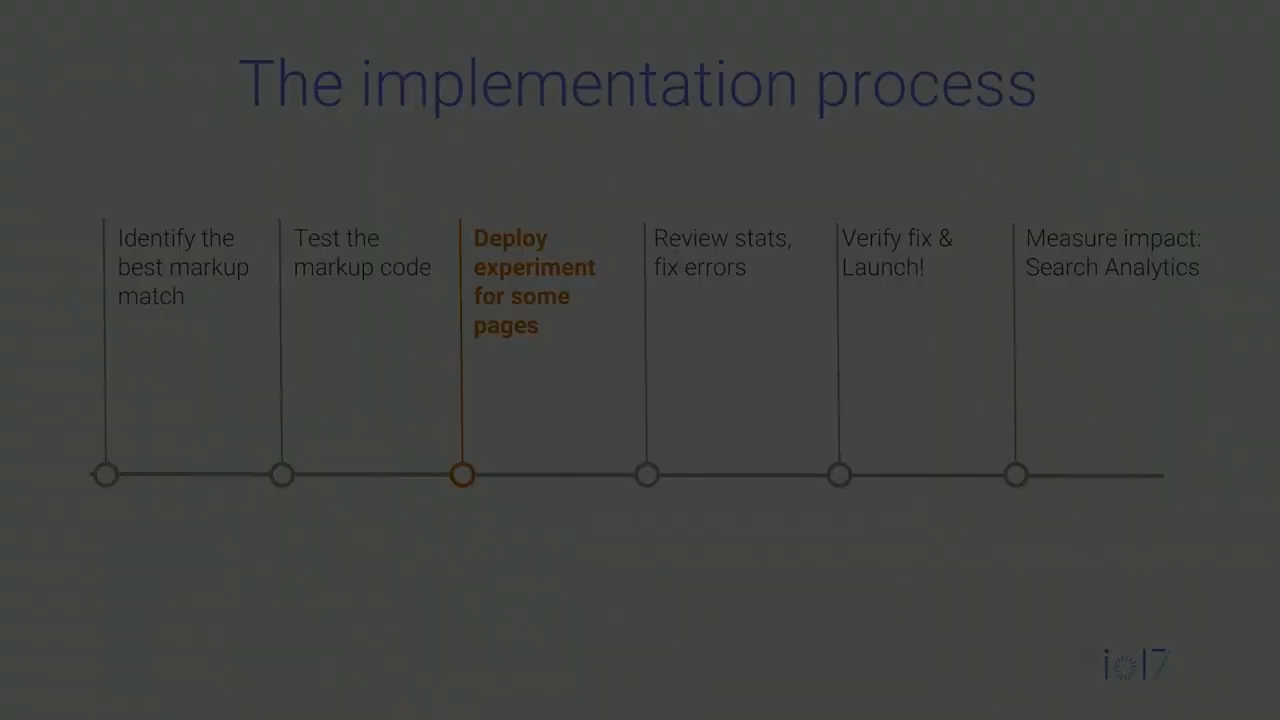 The implementation process
Identify the
best markup
match
Test the
markup code
Deploy
experiment
for some
pages
Review stats,
fix errors
Verify fix &
Launch!
Measure impact:
Search Analytics
io17